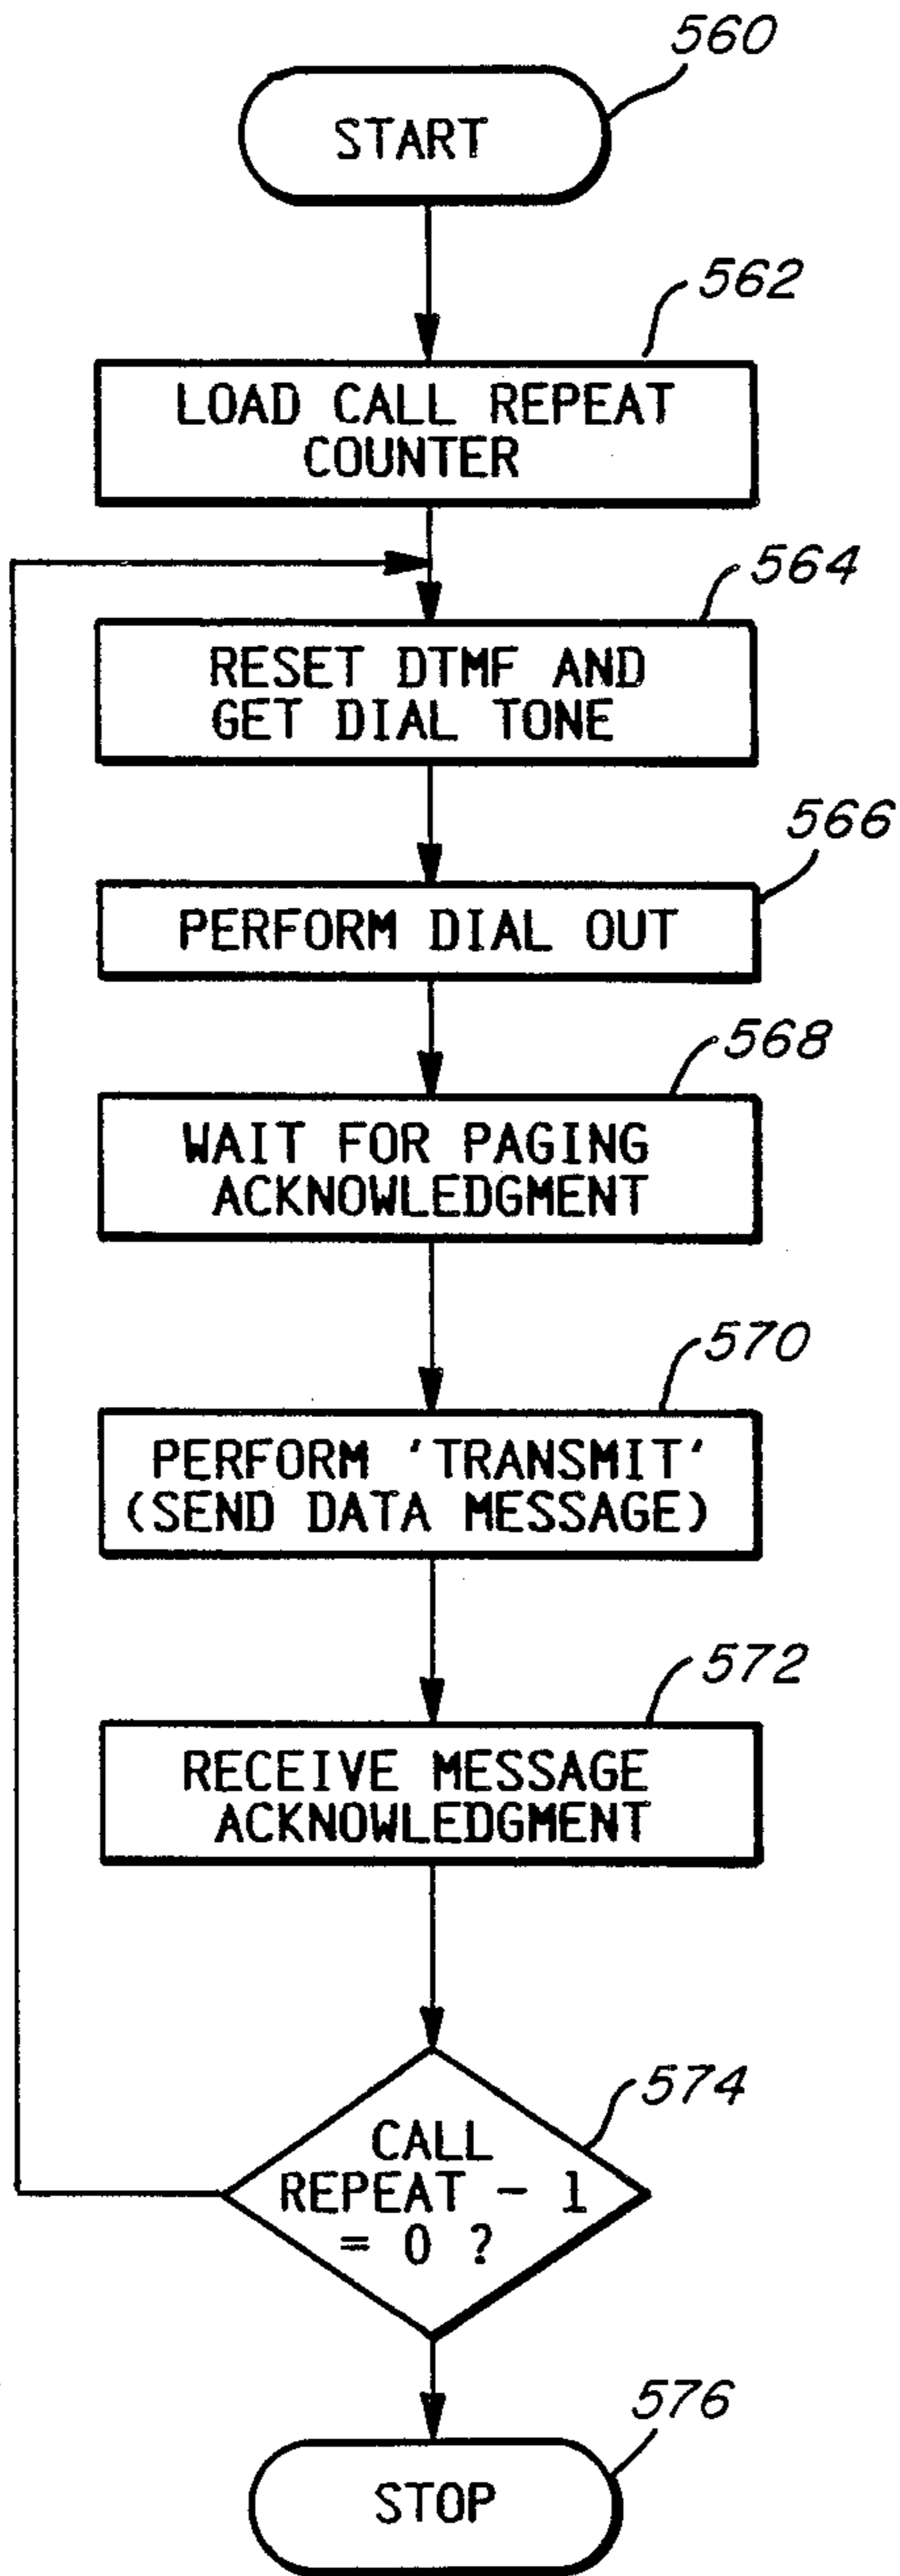 560
START
562
LOAD CALL REPEAT
COUNTER
564
RESET DTMF AND
GET DIAL TONE
566
PERFORM DIAL OUT
568
WAIT FOR PAGING
ACKNOWLEDGMENT
570
PERFORM 'TRANSMIT'
(SEND DATA MESSAGE)
572
RECEIVE MESSAGE
ACKNOWLEDGMENT
574
CALL
REPEAT - 1
= 0 ?
576
STOP